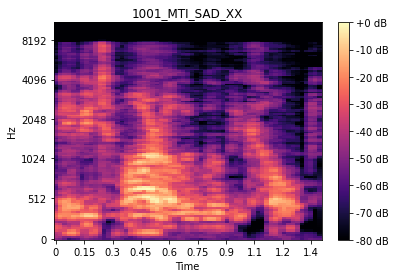 1001_MTI_SAD_XX
Hz
8192
4096
2048
1024
512
0
0 0.15 0.3 0.45 0.6 0.75 0.9 1.1 1.2 1.4
Time
+0 dB
-10 dB
-20 dB
-30 dB
-40 dB
-50 dB
-60 dB
-70 dB
-80 dB